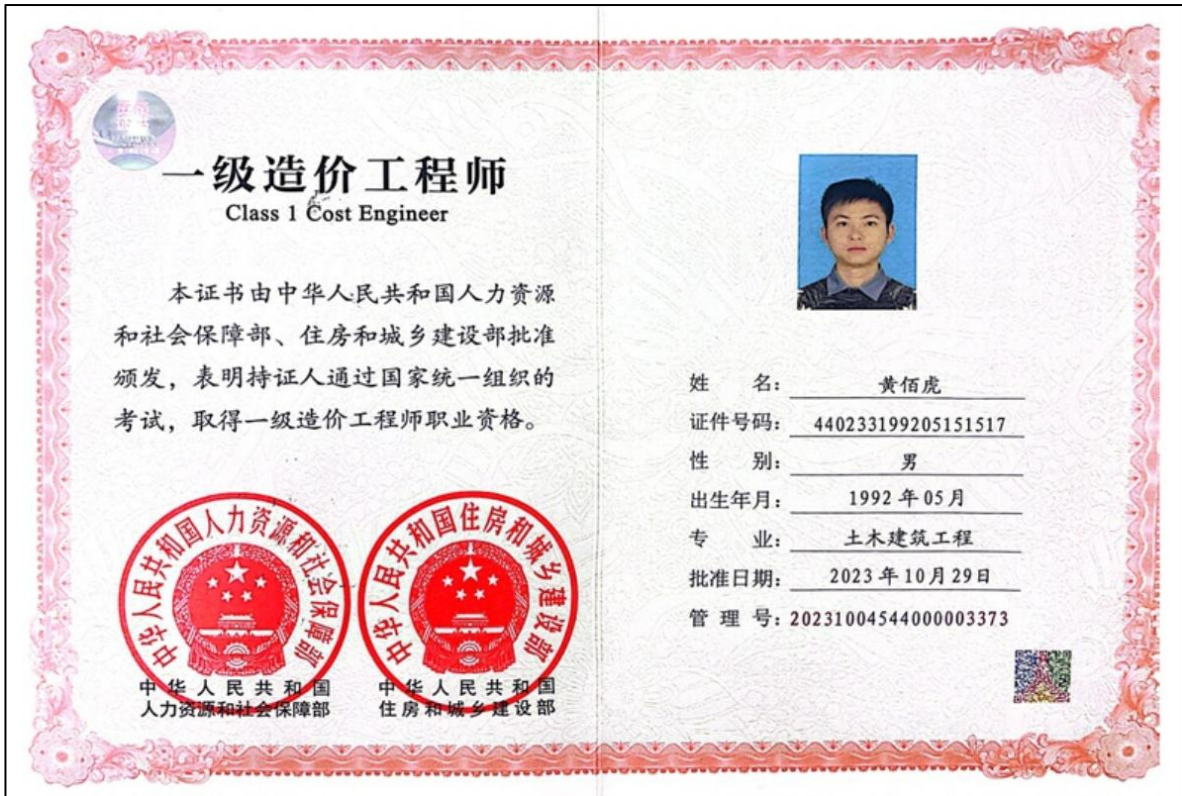 一级造价工程师
Class 1 Cost Engineer
本证书由中华人民共和国人力资源
和社会保障部、住房和城乡建设部批准
颁发，表明持证人通过国家统一组织的
考试，取得一级造价工程师职业资格。
中华人民共和国人力资源和社会保障部
中华人民共和国
人力资源和社会保障部
中华人民共和国住房和城乡建设部
中华人民共和国
住房和城乡建设部
姓 名： 黄佰虎
证件号码： 440233199205151517
性 别： 男
出生年月： 1992 年 05 月
专 业： 土木建筑工程
批准日期： 2023 年 10 月 29 日
管 理 号：20231004544000003373